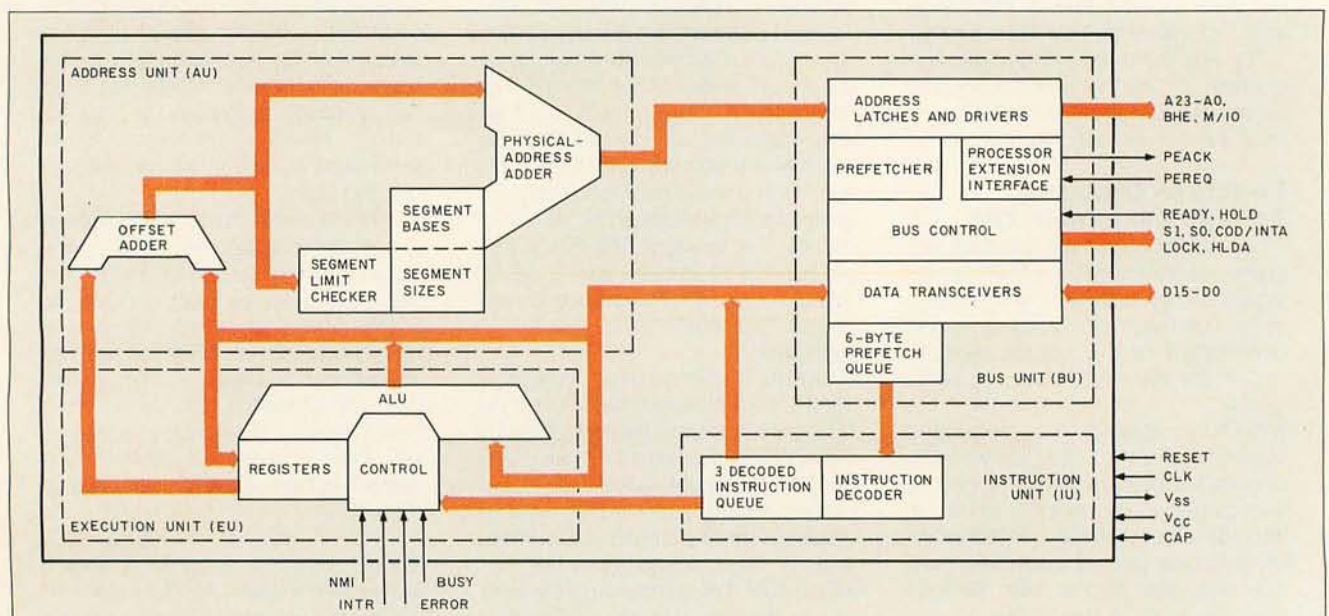 ADDRESS UNIT (AU)
OFFSET
ADDER
SEGMENT
LIMIT
CHECKER
SEGMENT
BASES
SEGMENT
SIZES
PHYSICAL-
ADDRESS
ADDER
ADDRESS
LATCHES AND DRIVERS
PREFETCHER
PROCESSOR
EXTENSION
INTERFACE
BUS CONTROL
DATA TRANSCEIVERS
6-BYTE
PREFETCH
QUEUE
BUS UNIT (BU)
A23-A0,
BHE, M/IO
PEACK
PEREQ
READY, HOLD
S1, S0, COD/INTA
LOCK, HLDA
D15-D0
ALU
REGISTERS
CONTROL
EXECUTION UNIT (EU)
NMI
INTR
BUSY
ERROR
3 DECODED
INSTRUCTION
QUEUE
INSTRUCTION
DECODER
INSTRUCTION
UNIT (IU)
RESET
CLK
VSS
VCC
CAP